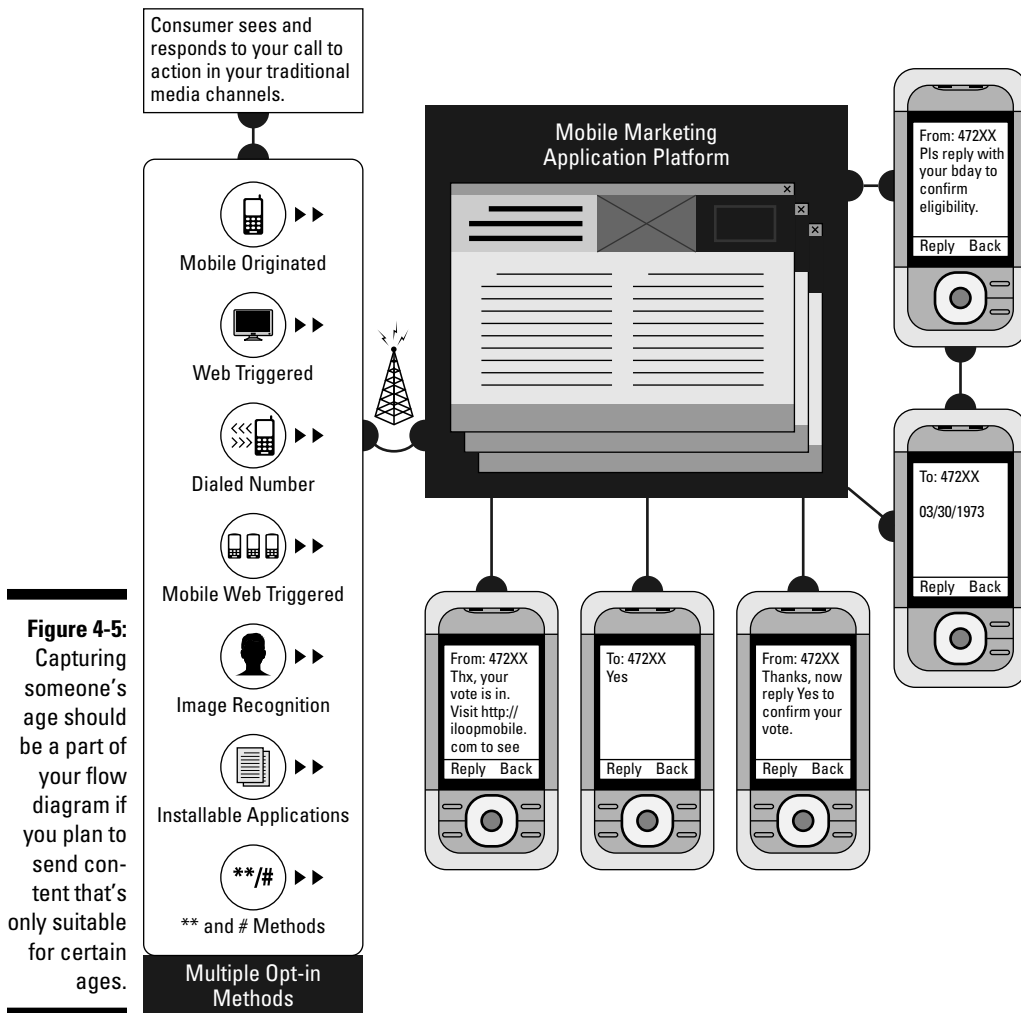 Consumer sees and
responds to your call to
action in your traditional
media channels.
Mobile Originated
Web Triggered
Dialed Number
Mobile Web Triggered
Image Recognition
Installable Applications
**/#
** and # Methods
Multiple Opt-in
Methods
Mobile Marketing
Application Platform
From: 472XX
Pls reply with
your bday to
confirm
eligibility.
Reply Back
To: 472XX
03/30/1973
Reply Back
From: 472XX
Thanks, now
reply Yes to
confirm your
vote.
Reply Back
To: 472XX
Yes
Reply Back
From: 472XX
Thx, your
vote is in.
Visit http://
iloopmobile.
com to see
Reply Back
Figure 4-5:
Capturing
someone's
age should
be a part of
your flow
diagram if
you plan to
send con-
tent that's
only suitable
for certain
ages.